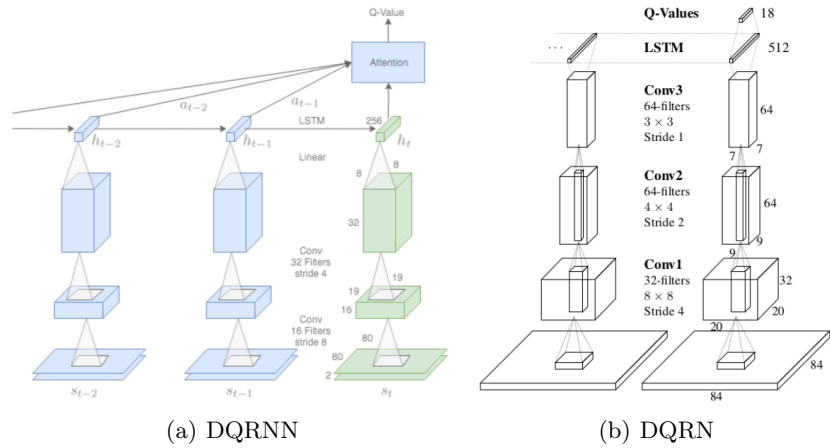 Q-Value
Attention
a_{t-2}
a_{t-1}
LSTM
256
h_{t-2}
h_{t-1}
h_t
Linear
8
8
32
Conv
32 Filters
stride 4
19
19
16
Conv
16 Filters
stride 8
80
80
2
s_{t-2}
s_{t-1}
s_t
(a) DQRNN
Q-Values
18
...
LSTM
512
Conv3
64-filters
3 × 3
Stride 1
64
7
7
Conv2
64-filters
4 × 4
Stride 2
64
9
9
Conv1
32-filters
8 × 8
Stride 4
32
20
20
84
84
(b) DQRN